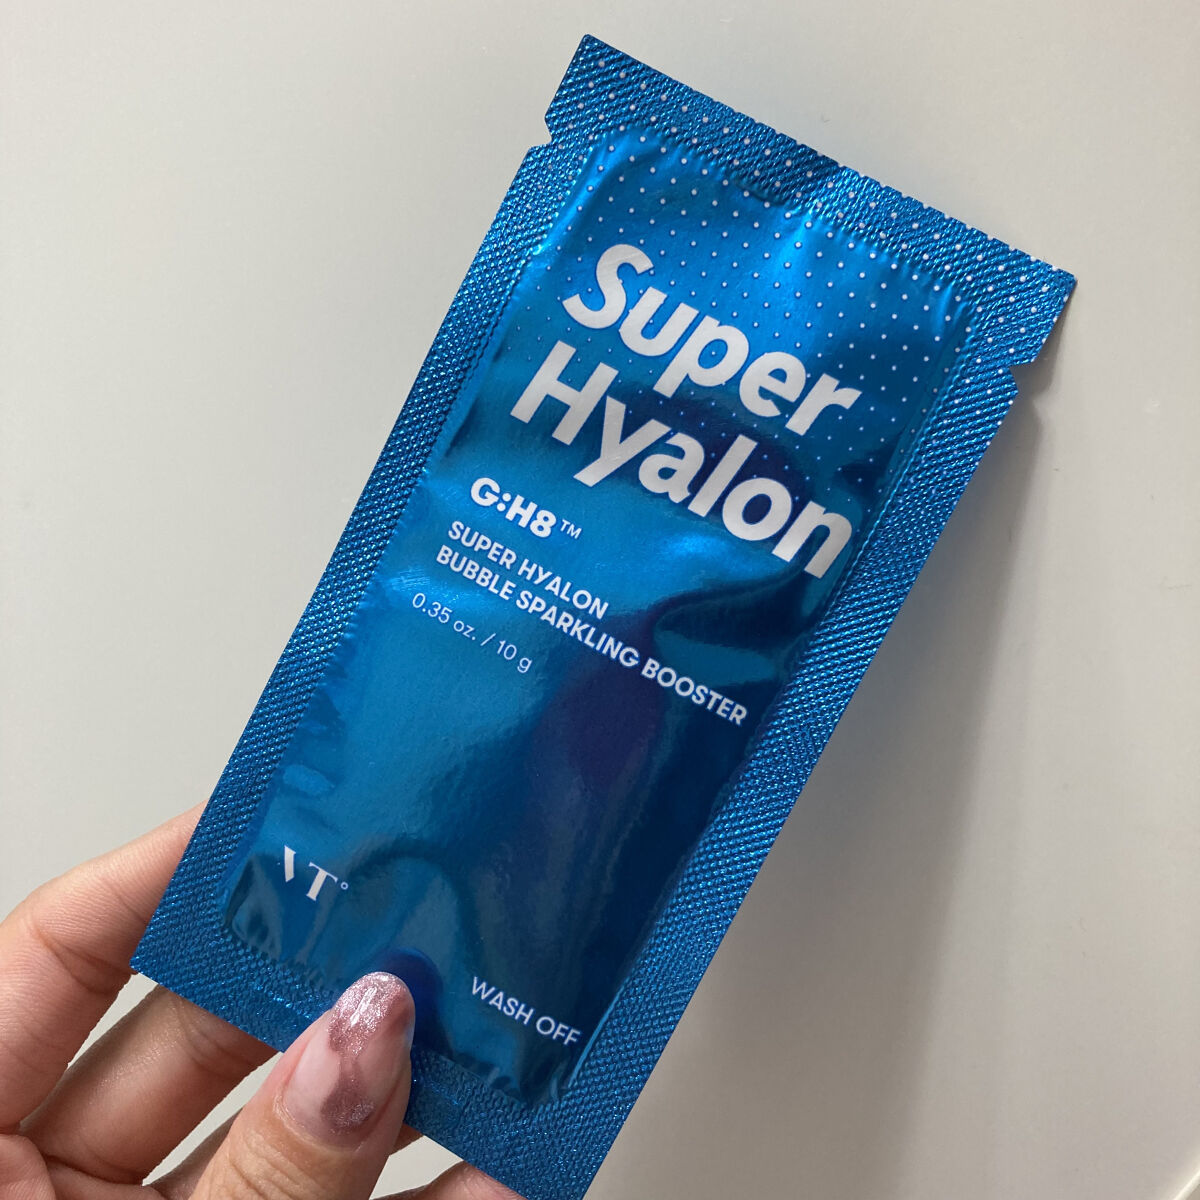 Super
Hyalon
G:H8™
SUPER HYALON
BUBBLE SPARKLING BOOSTER
0.35 oz. / 10 g
VT°
WASH OFF